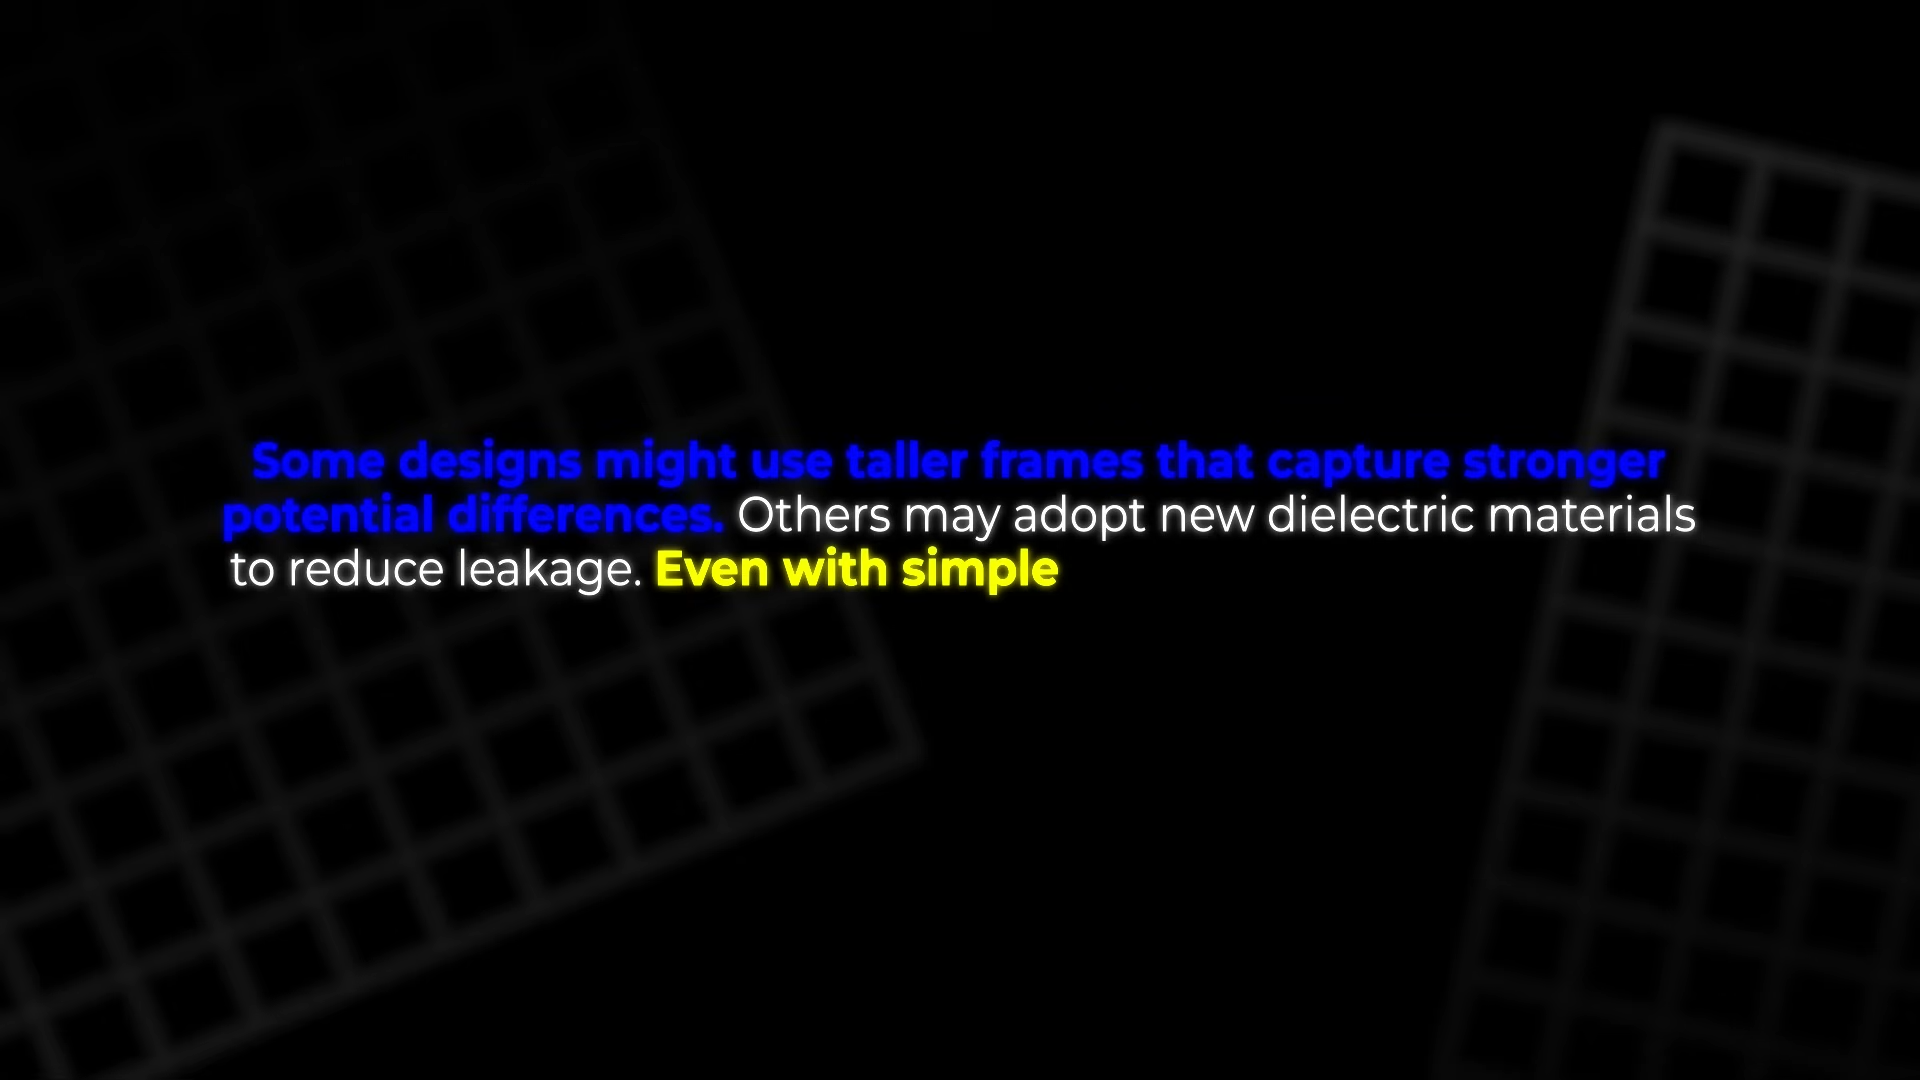 Some designs might use taller frames that capture stronger
potential differences. Others may adopt new dielectric materials
to reduce leakage. Even with simple